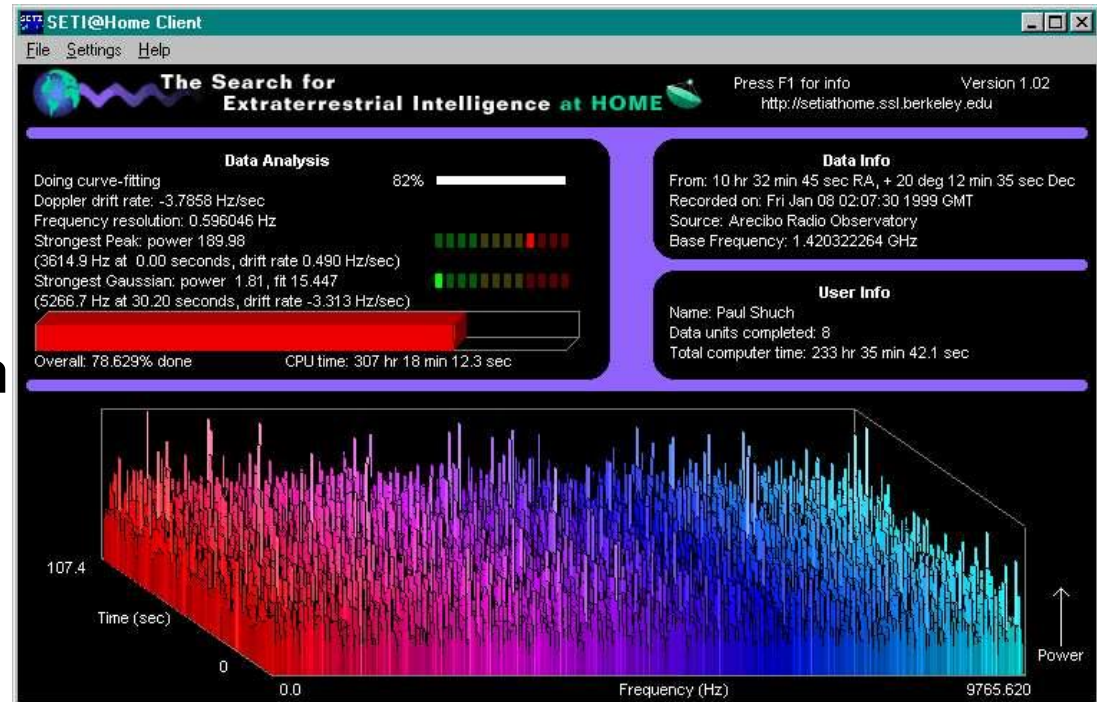 SETI@Home Client
File Settings Help
The Search for
Extraterrestrial Intelligence at HOME
Press F1 for info Version 1.02
http://setiathome.ssl.berkeley.edu
Data Analysis
Doing curve-fitting 82%
Doppler drift rate: -3.7858 Hz/sec
Frequency resolution: 0.596046 Hz
Strongest Peak: power 189.98
(3614.9 Hz at 0.00 seconds, drift rate 0.490 Hz/sec)
Strongest Gaussian: power 1.81, fit 15.447
(5266.7 Hz at 30.20 seconds, drift rate -3.313 Hz/sec)
Overall: 78.629% done CPU time: 307 hr 18 min 12.3 sec
Data Info
From: 10 hr 32 min 45 sec RA, + 20 deg 12 min 35 sec Dec
Recorded on: Fri Jan 08 02:07:30 1999 GMT
Source: Arecibo Radio Observatory
Base Frequency: 1.420322264 GHz
User Info
Name: Paul Shuch
Data units completed: 8
Total computer time: 233 hr 35 min 42.1 sec
107.4
Time (sec)
0
0.0 Frequency (Hz) 9765.620
Power